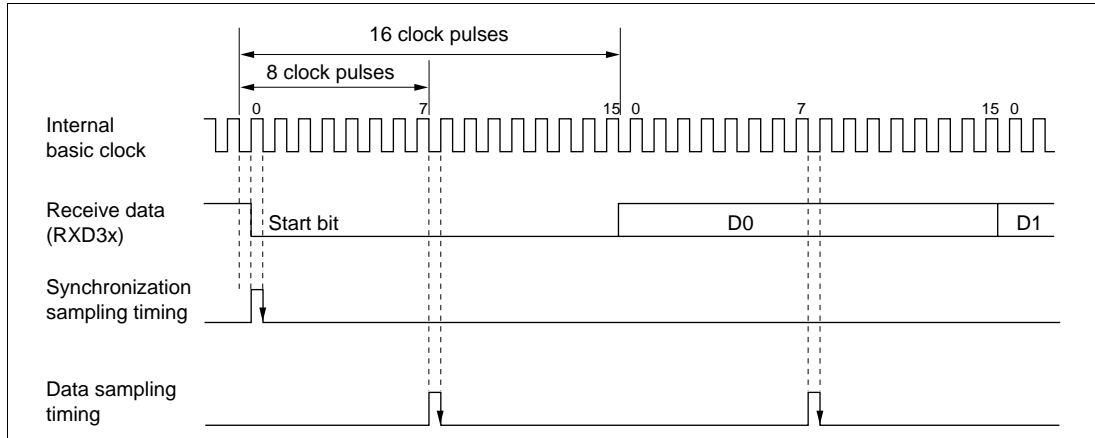 16 clock pulses
8 clock pulses
0 7 15 0 7 15 0
Internal
basic clock
Receive data
(RXD3x)
Start bit D0 D1
Synchronization
sampling timing
Data sampling
timing